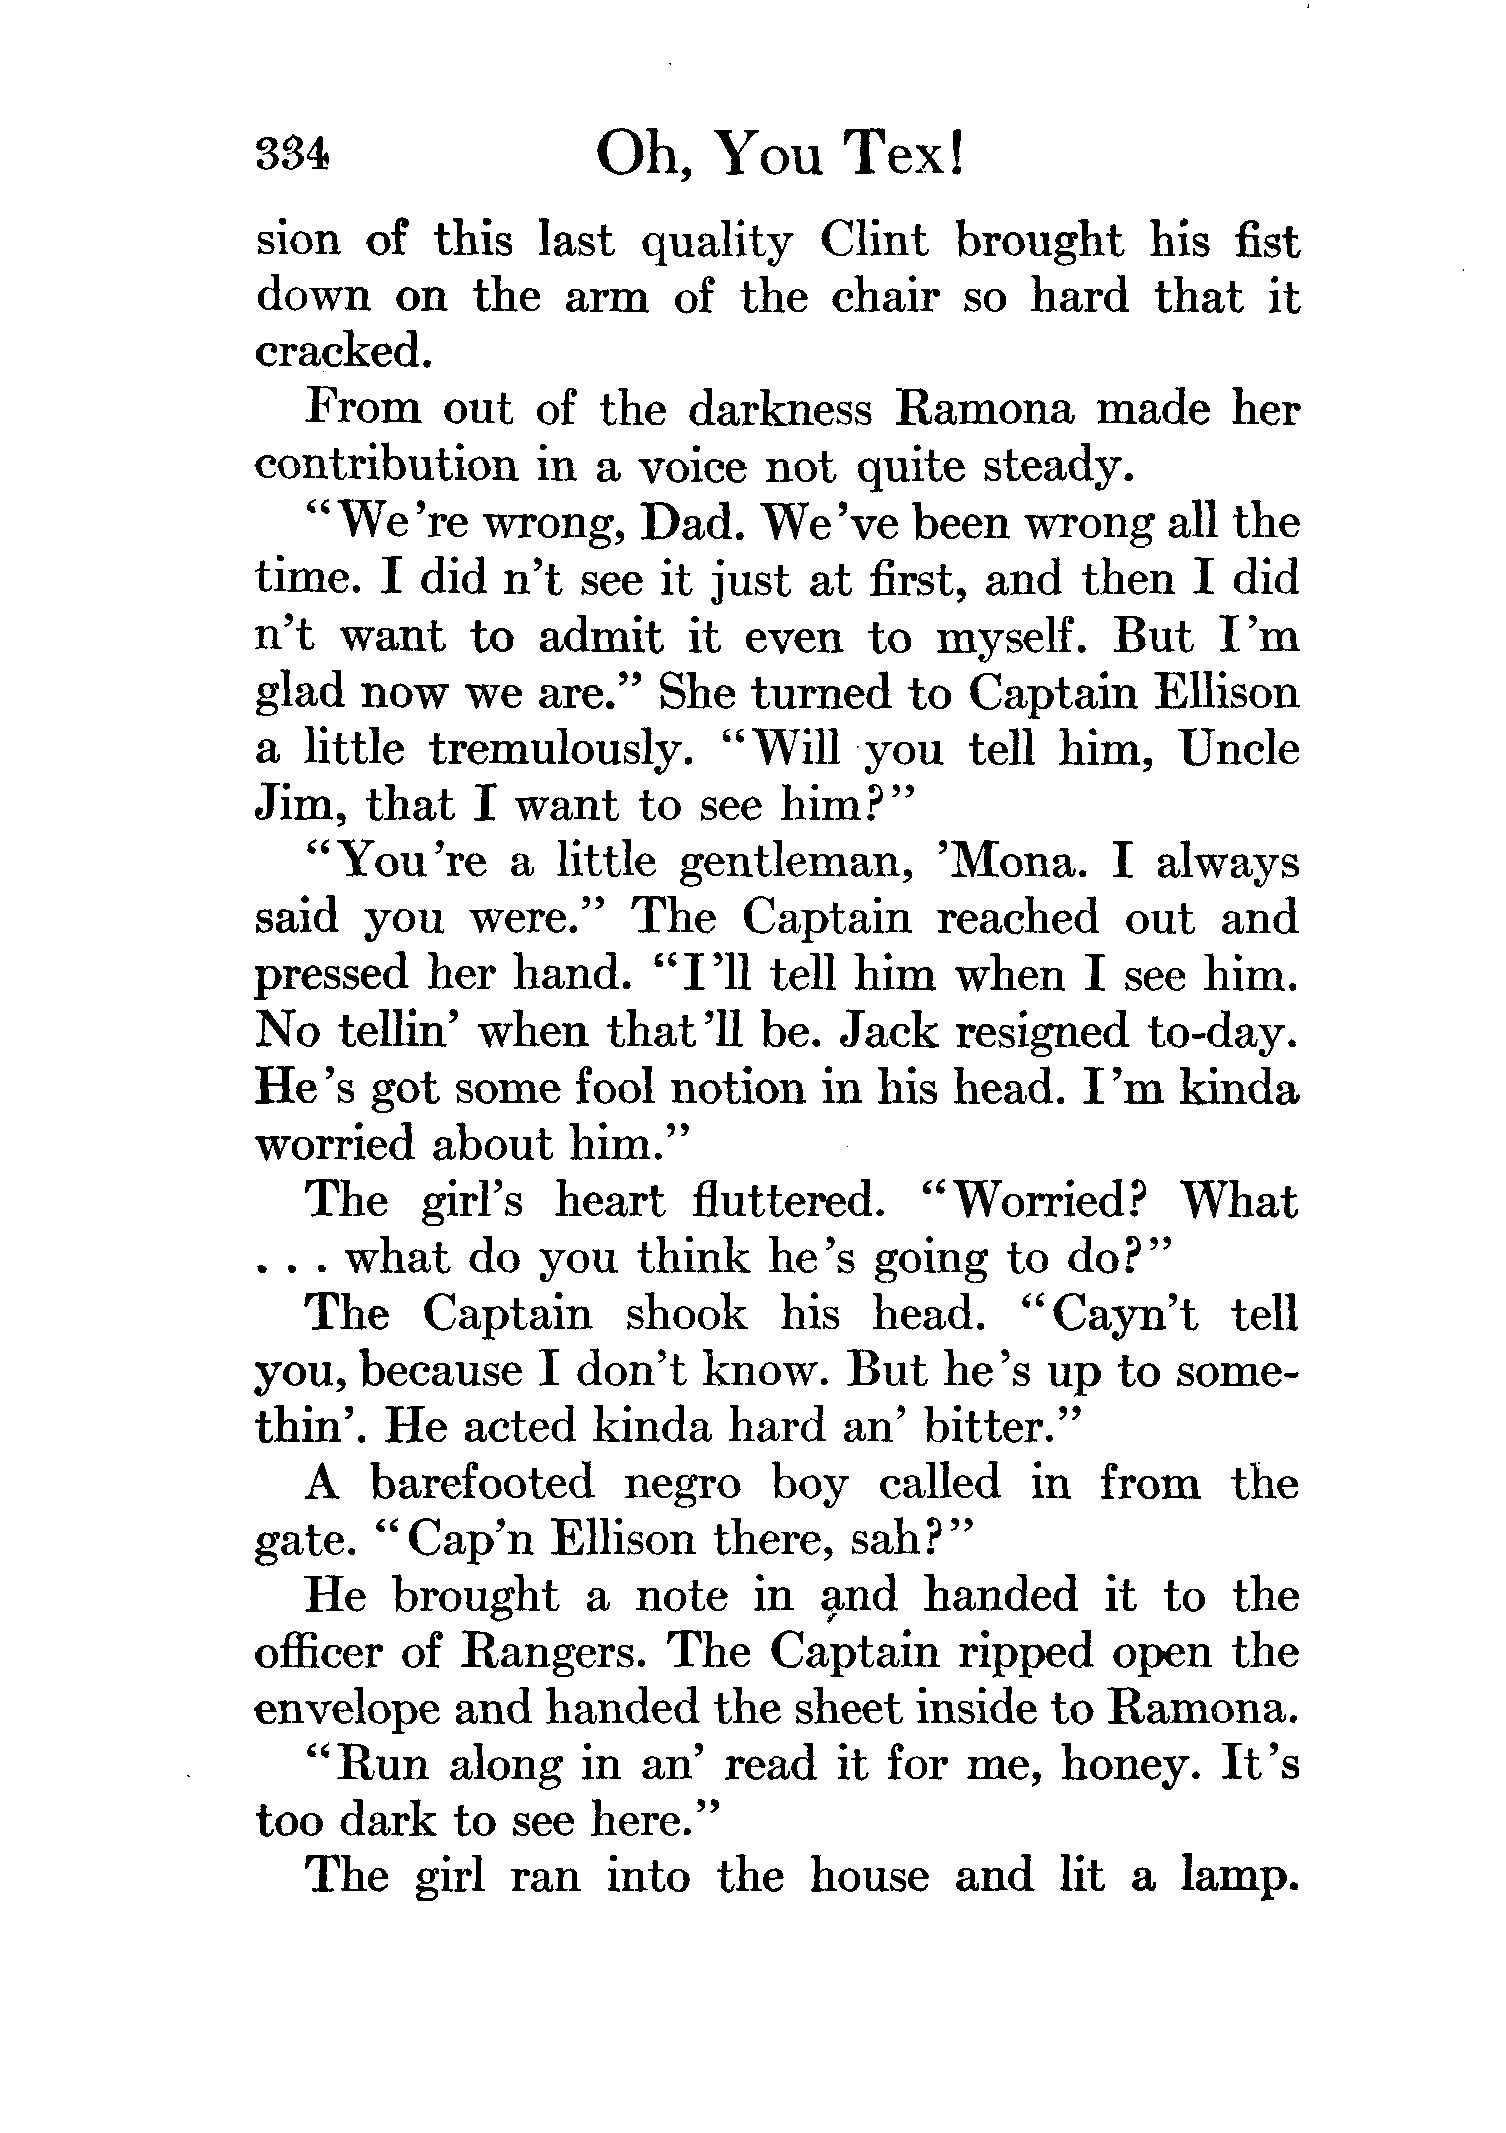 334 Oh, You Tex!
sion of this last quality Clint brought his fist
down on the arm of the chair so hard that it
cracked.
From out of the darkness Ramona made her
contribution in a voice not quite steady.
“We ’re wrong, Dad. We ’ve been wrong all the
time. I did n’t see it just at first, and then I did
n’t want to admit it even to myself. But I ’m
glad now we are.” She turned to Captain Ellison
a little tremulously. “Will you tell him, Uncle
Jim, that I want to see him?”
“You ’re a little gentleman, ’Mona. I always
said you were.” The Captain reached out and
pressed her hand. “I ’ll tell him when I see him.
No tellin’ when that ’ll be. Jack resigned to-day.
He ’s got some fool notion in his head. I ’m kinda
worried about him.”
The girl’s heart fluttered. “Worried? What
. . . what do you think he ’s going to do?”
The Captain shook his head. “Cayn’t tell
you, because I don’t know. But he ’s up to some-
thin’. He acted kinda hard an’ bitter.”
A barefooted negro boy called in from the
gate. “Cap’n Ellison there, sah?”
He brought a note in and handed it to the
officer of Rangers. The Captain ripped open the
envelope and handed the sheet inside to Ramona.
“Run along in an’ read it for me, honey. It ’s
too dark to see here.”
The girl ran into the house and lit a lamp.